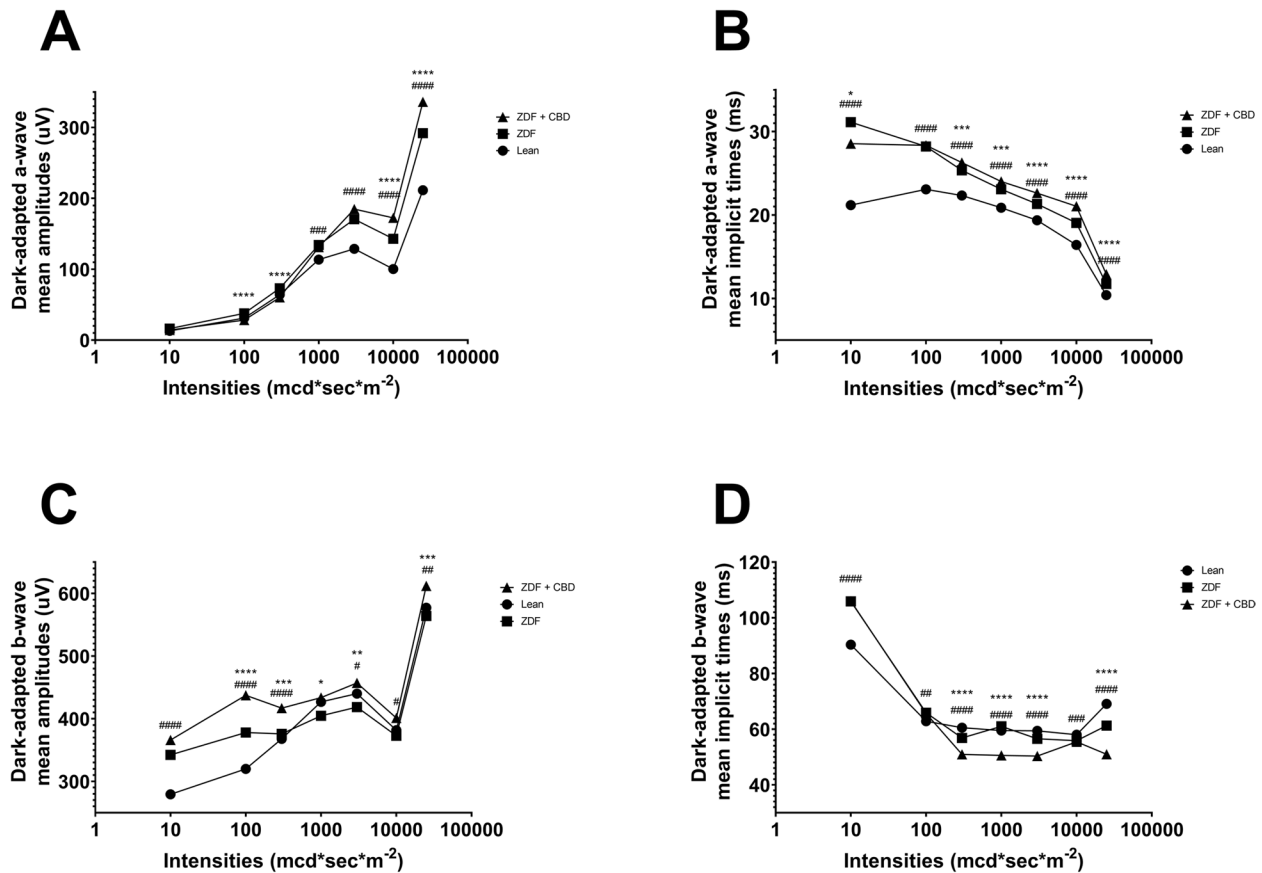 A
Dark-adapted a-wave
mean amplitudes (uV)
300
200
100
0
1
10
100
1000
10000
100000
Intensities (mcd*sec*m-2)
****
****
###
####
****
####
****
####
ZDF + CBD
ZDF
Lean
B
Dark-adapted a-wave
mean implicit times (ms)
30
20
10
1
10
100
1000
10000
100000
Intensities (mcd*sec*m-2)
*
####
####
***
####
***
####
****
####
****
####
****
####
ZDF + CBD
ZDF
Lean
C
Dark-adapted b-wave
mean amplitudes (uV)
600
500
400
300
1
10
100
1000
10000
100000
Intensities (mcd*sec*m-2)
####
****
####
***
####
*
**
#
#
***
##
ZDF + CBD
Lean
ZDF
D
Dark-adapted b-wave
mean implicit times (ms)
120
100
80
60
40
1
10
100
1000
10000
100000
Intensities (mcd*sec*m-2)
####
##
****
####
****
####
****
####
###
****
####
Lean
ZDF
ZDF + CBD